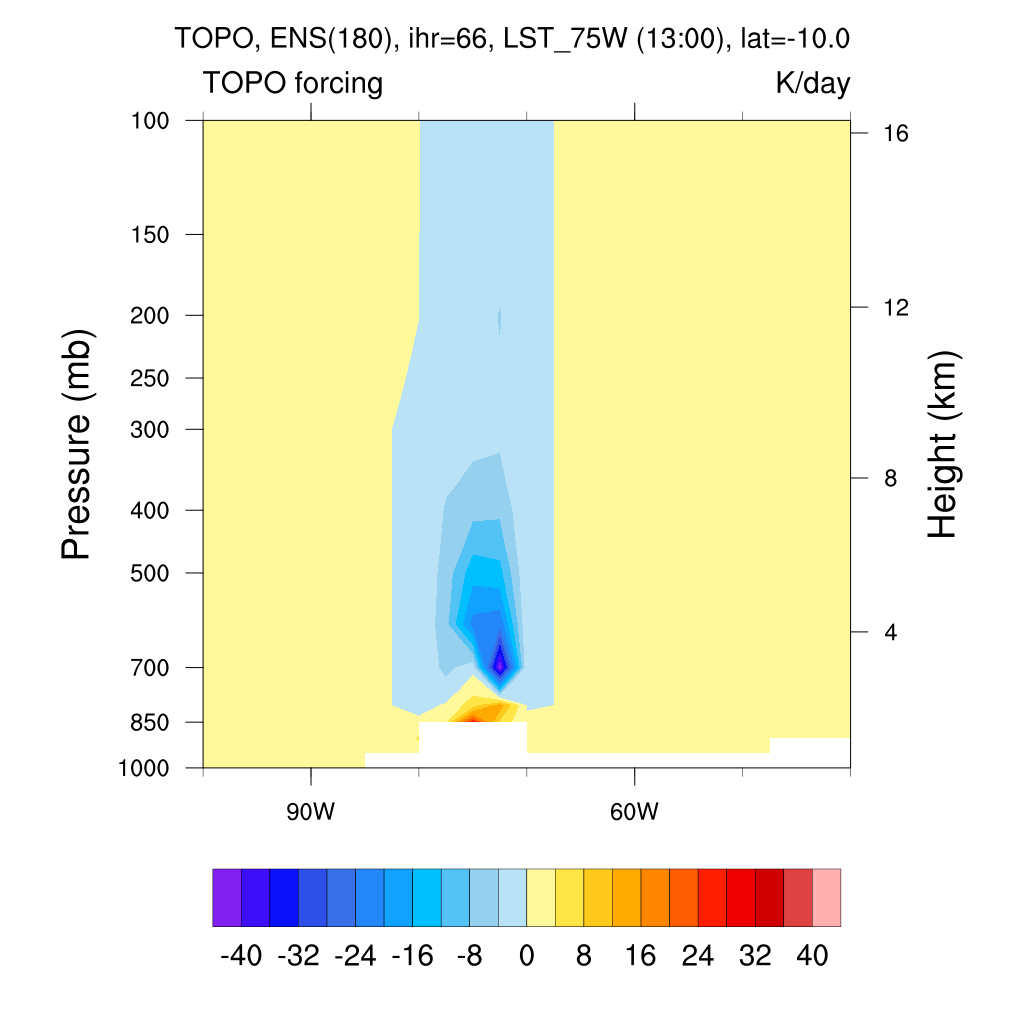 TOPO, ENS(180), ihr=66, LST_75W (13:00), lat=-10.0
TOPO forcing
K/day
100
150
200
250
300
400
500
700
850
1000
Pressure (mb)
16
12
8
4
Height (km)
90W
60W
-40 -32 -24 -16 -8 0 8 16 24 32 40